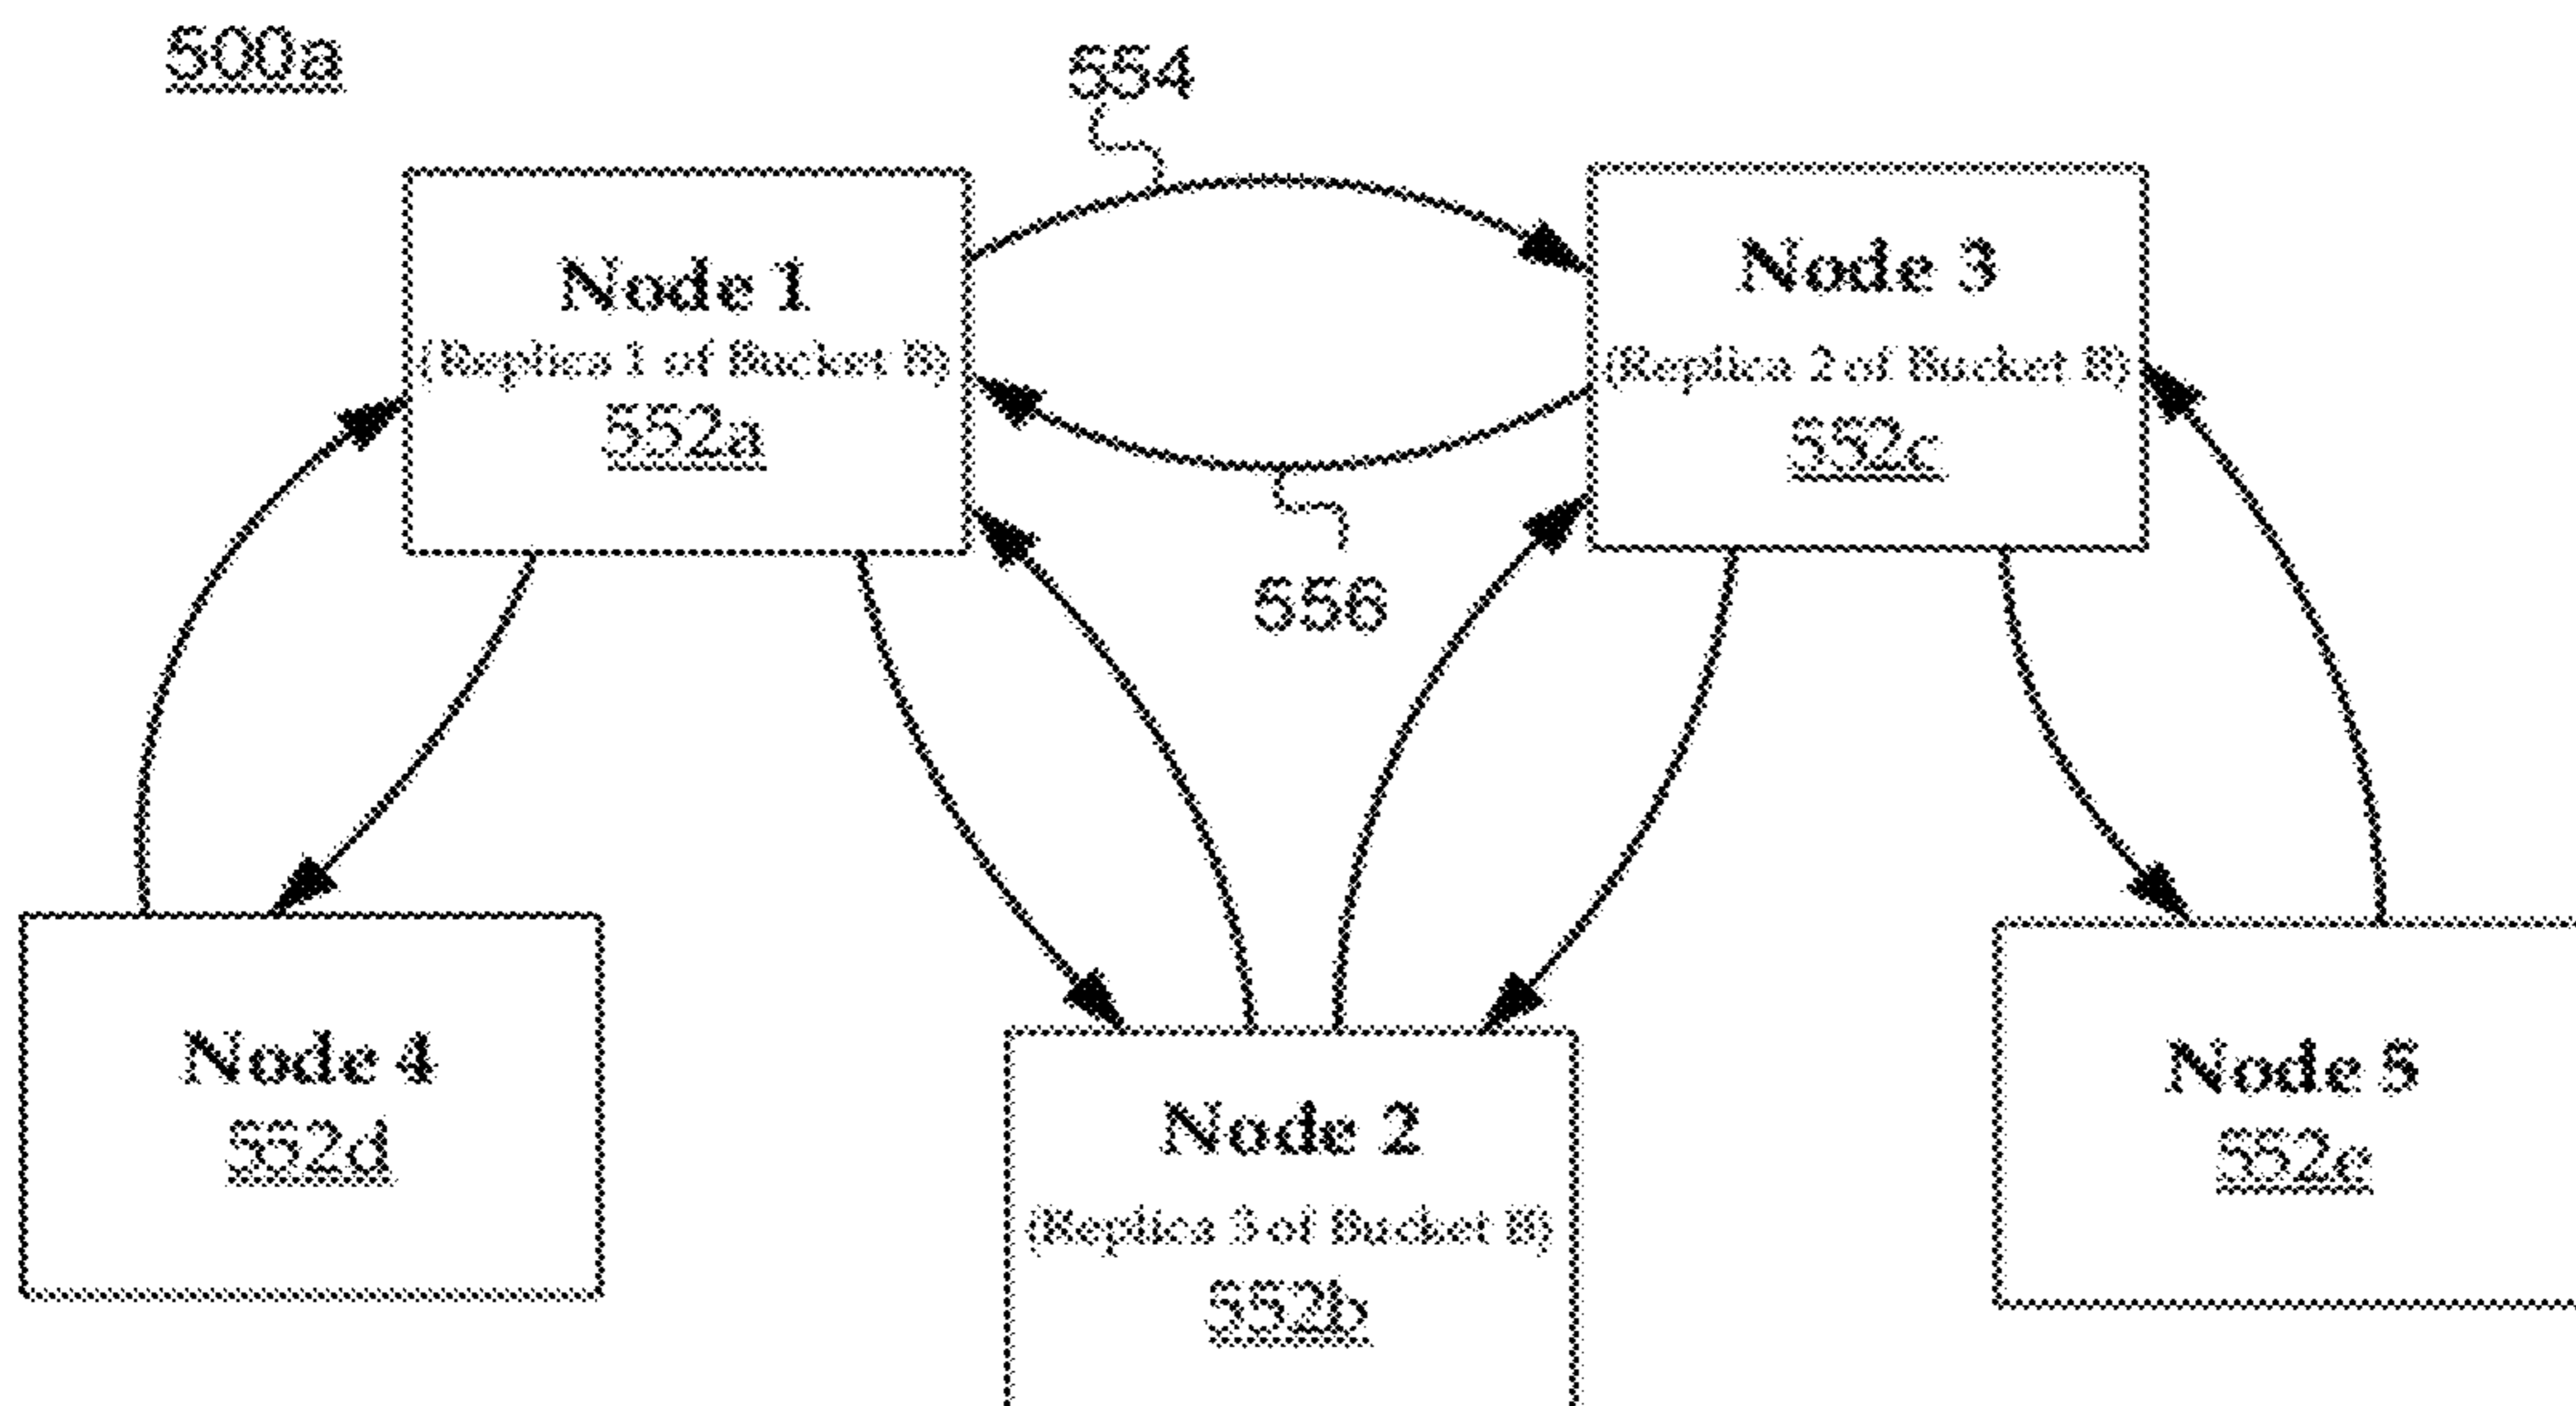 500a
554
Node 1
(Replica 1 of Bucket B)
552a
Node 3
(Replica 2 of Bucket B)
552c
556
Node 4
552d
Node 2
(Replica 3 of Bucket B)
552b
Node 5
552e